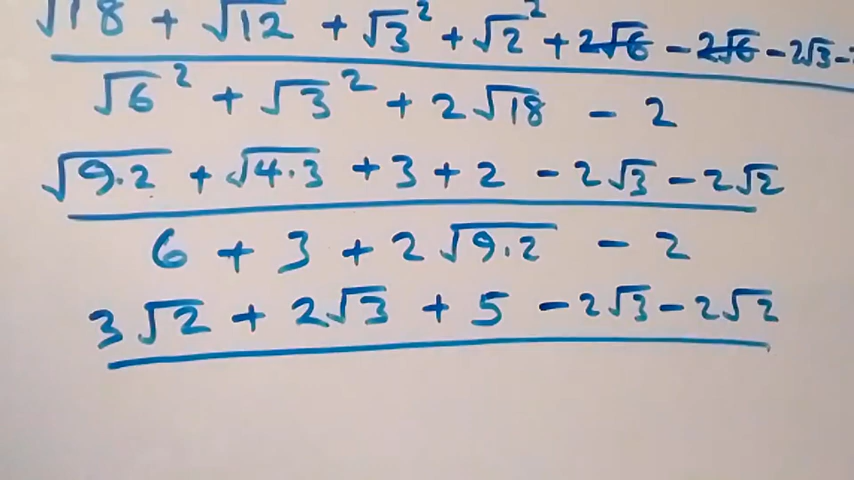 √18 + √12 + √3² + √2² + 2√6 - 2√6 - 2√3 -
√6² + √3² + 2√18 - 2
√9.2 + √4.3 + 3 + 2 - 2√3 - 2√2
6 + 3 + 2√9.2 - 2
3√2 + 2√3 + 5 - 2√3 - 2√2